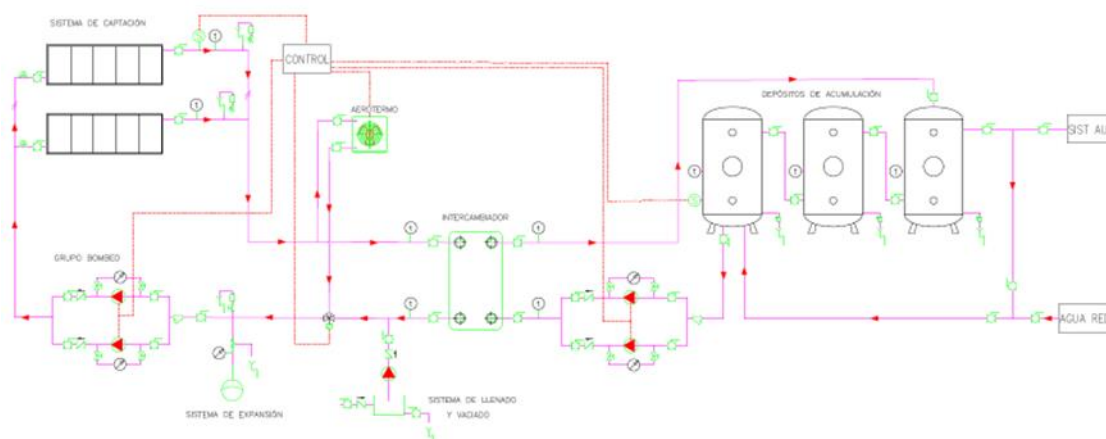 SISTEMA DE CAPTACIÓN
CONTROL
AEROTERMO
DEPÓSITOS DE ACUMULACIÓN
SIST AU
INTERCAMBIADOR
GRUPO BOMBEO
AGUA RE
SISTEMA DE EXPANSIÓN
SISTEMA DE LLENADO
Y VACIADO